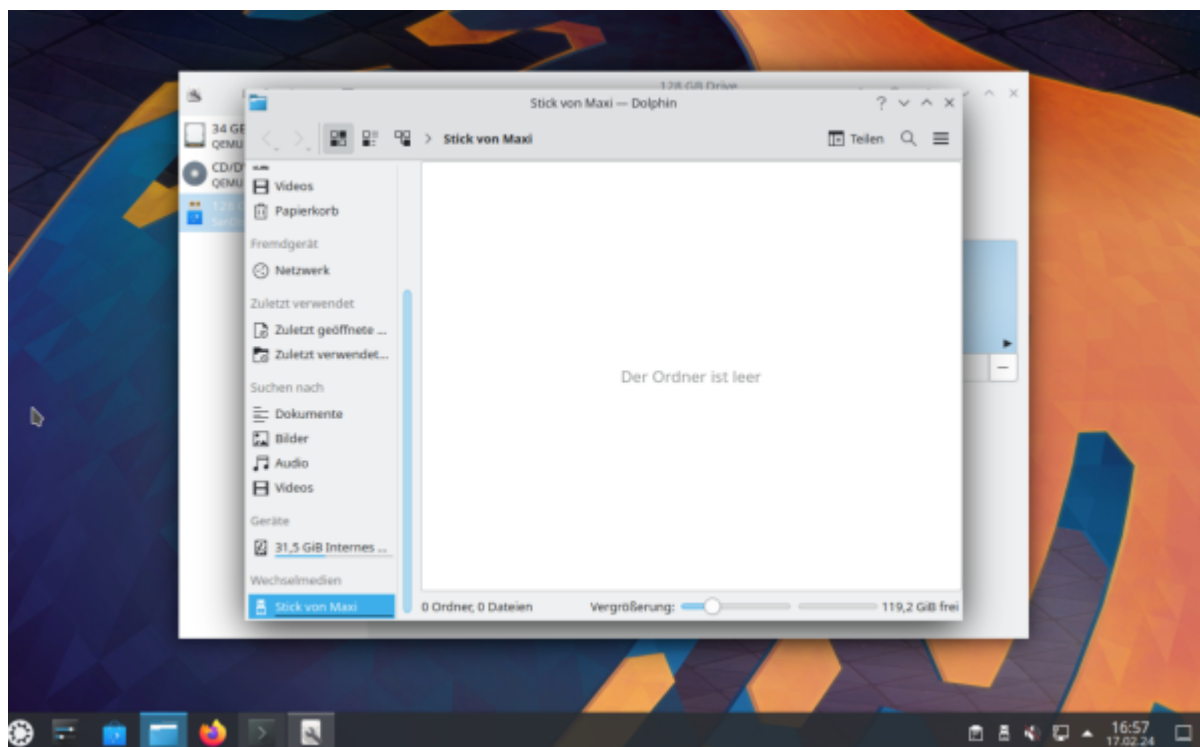 128 GB Drive
Stick von Maxi — Dolphin
Stick von Maxi
Teilen
34 GB
QEMU
CD/D
QEMU
128 G
Videos
Papierkorb
Fremdgerät
Netzwerk
Zuletzt verwendet
Zuletzt geöffnete ...
Zuletzt verwendet...
Suchen nach
Dokumente
Bilder
Audio
Videos
Geräte
31,5 GiB Internes ...
Wechselmedien
Stick von Maxi
Der Ordner ist leer
0 Ordner, 0 Dateien
Vergrößerung:
119,2 GiB frei
16:57
17.02.24